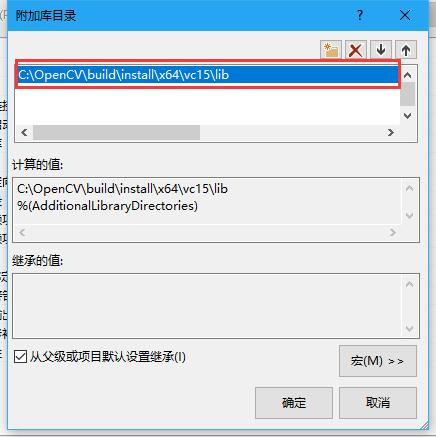 附加库目录
?
C:\OpenCV\build\install\x64\vc15\lib
计算的值:
C:\OpenCV\build\install\x64\vc15\lib
%(AdditionalLibraryDirectories)
继承的值:
从父级或项目默认设置继承(I)
宏(M) >>
确定
取消